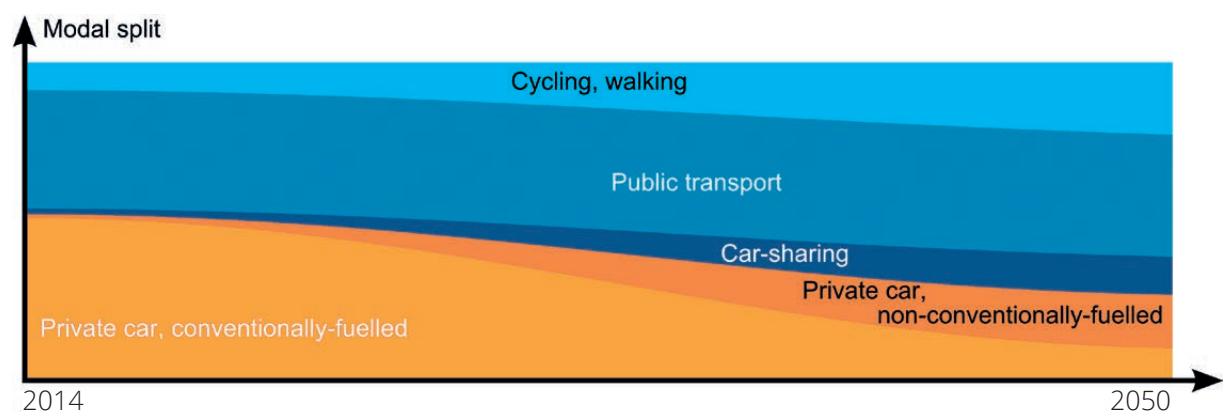 Modal split
Cycling, walking
Public transport
Car-sharing
Private car,
non-conventionally-fuelled
Private car, conventionally-fuelled
2014
2050